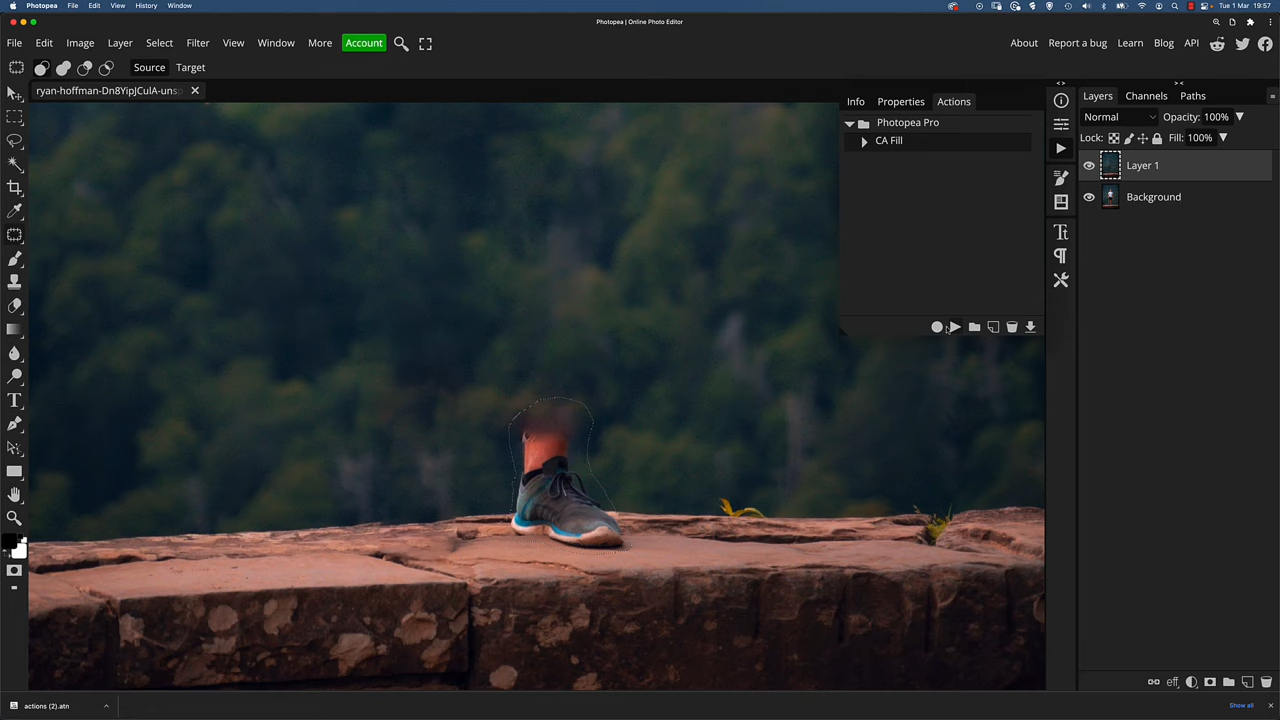 Photopea File Edit View History Window Tue 1 Mar 19:57
Photopea | Online Photo Editor
File Edit Image Layer Select Filter View Window More Account About Report a bug Learn Blog API
Source Target
ryan-hoffman-Dn8YipJCulA-unsp
Info Properties Actions
Photopea Pro
CA Fill
Layers Channels Paths
Normal Opacity: 100%
Lock: Fill: 100%
Layer 1
Background
eff
actions (2).atn
Show all